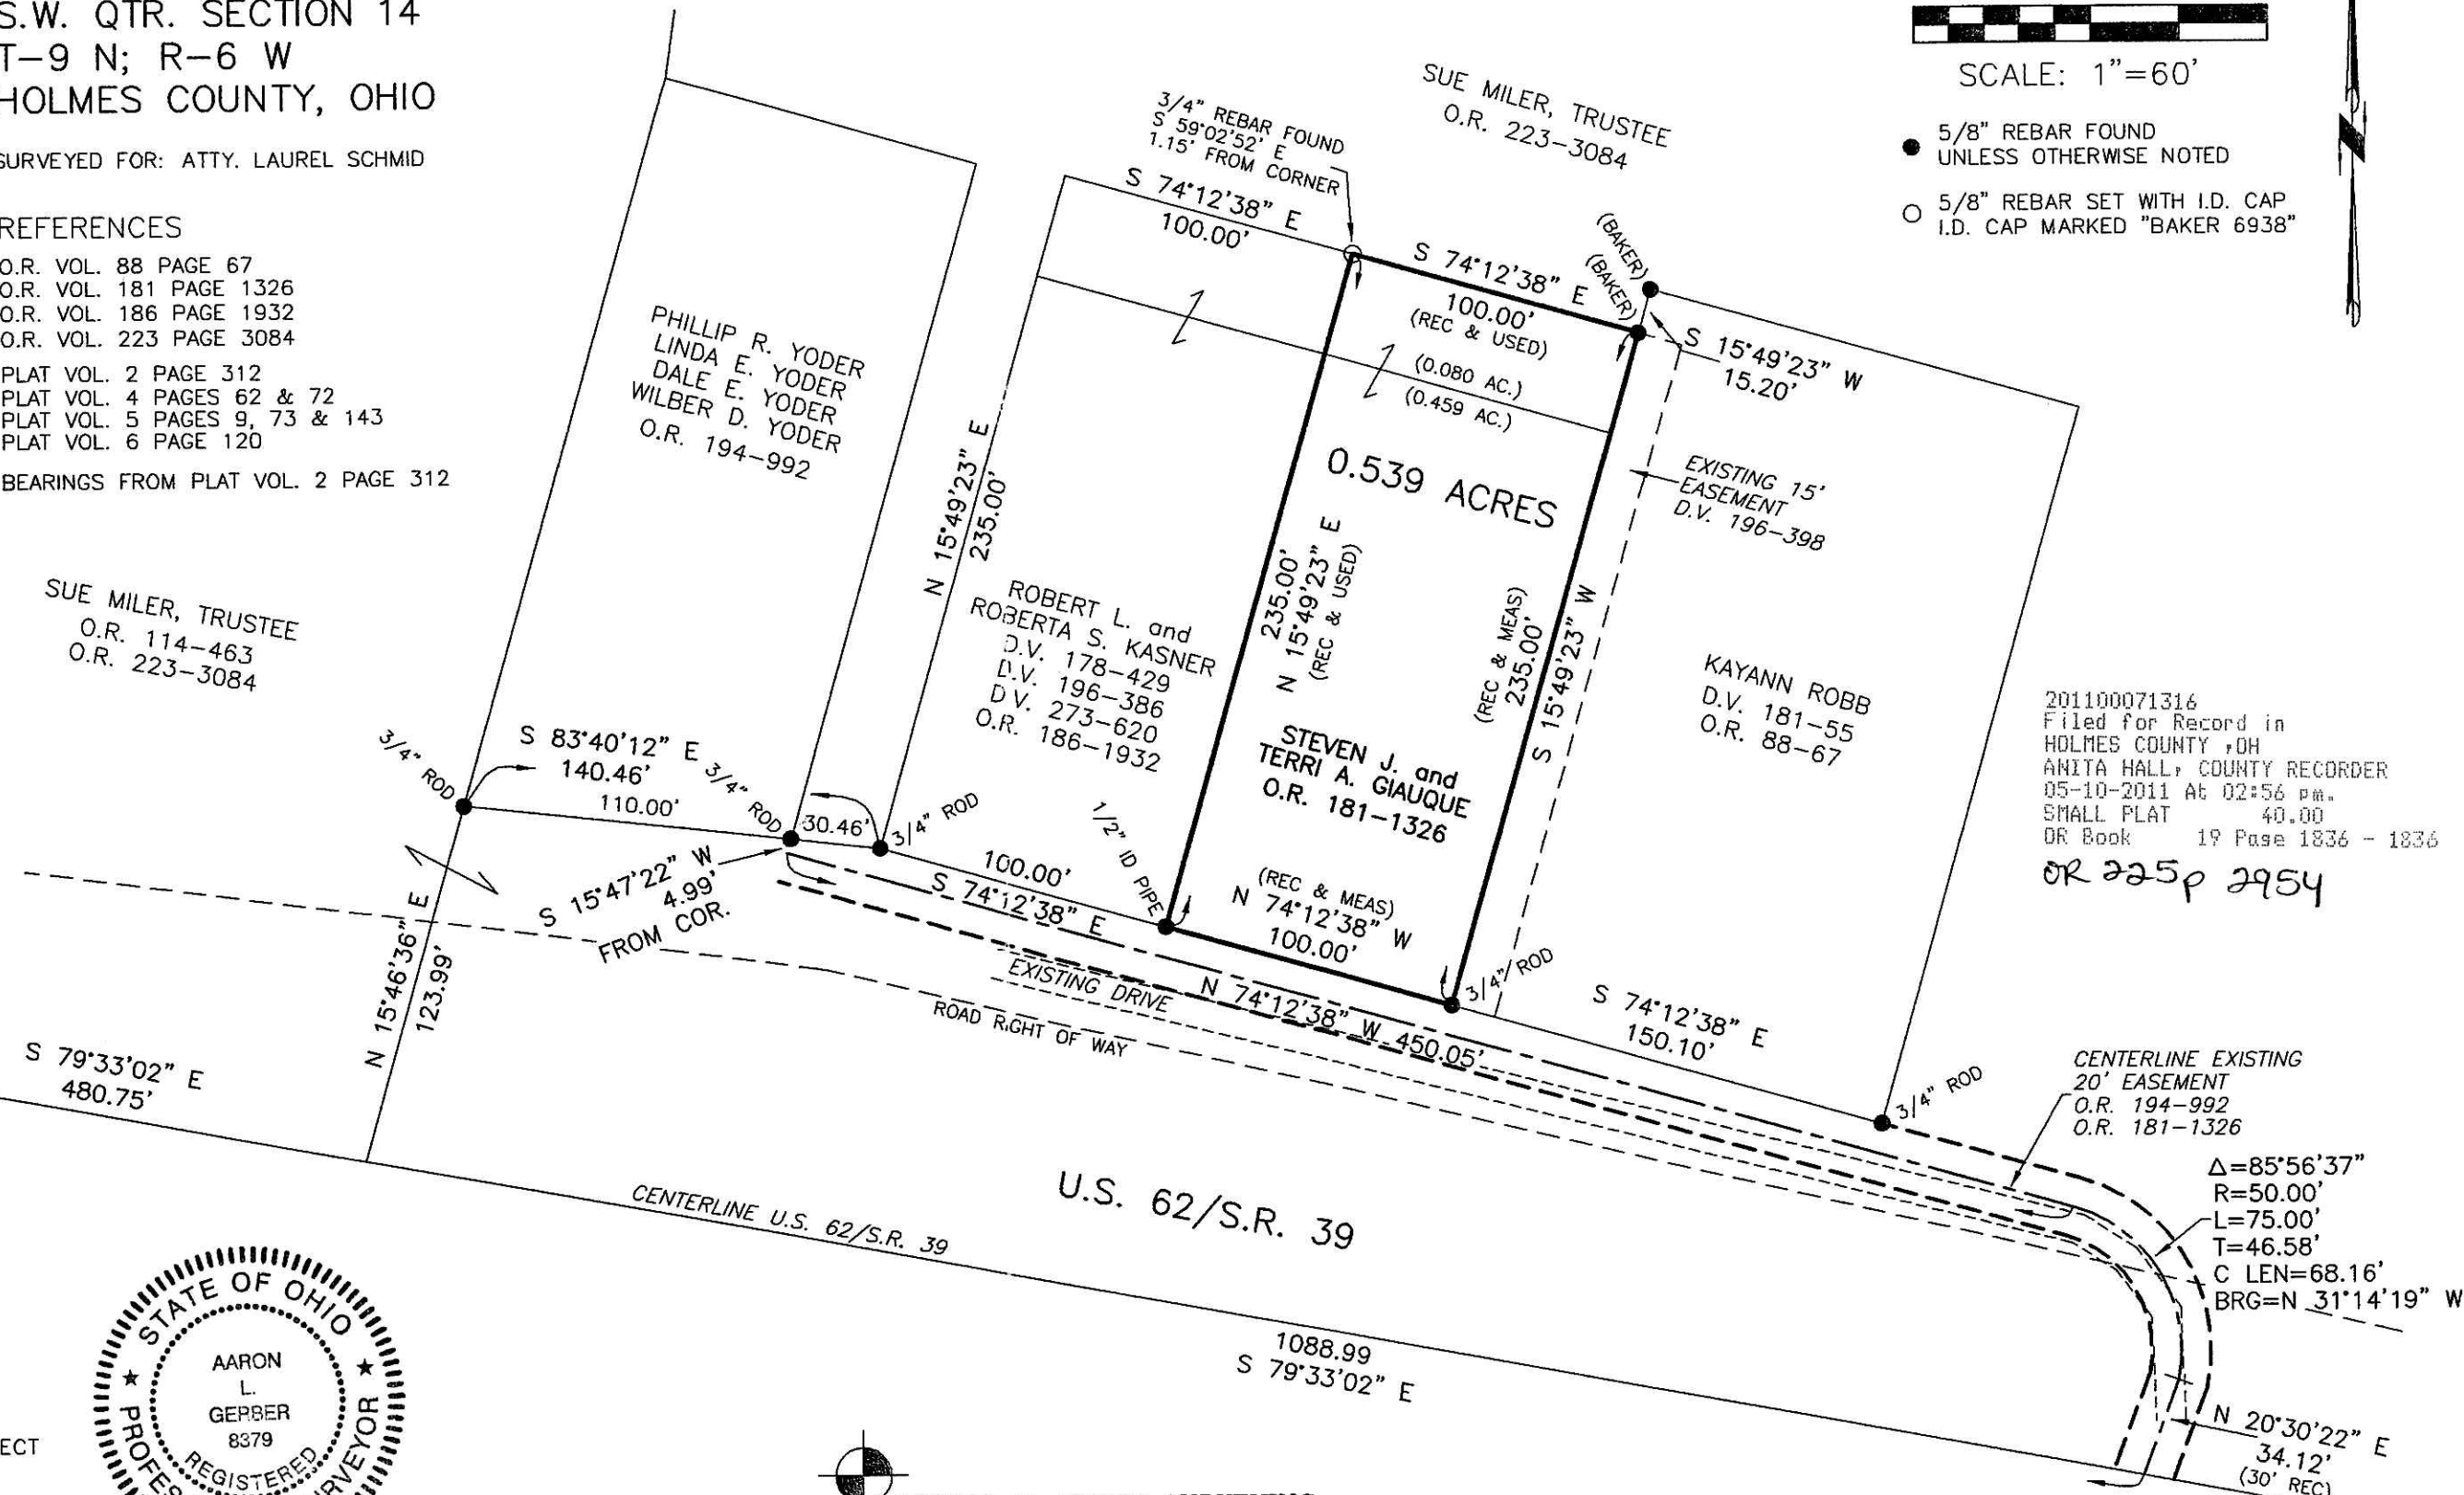 S.W. QTR. SECTION 14
T-9 N; R-6 W
HOLMES COUNTY, OHIO
SURVEYED FOR: ATTY. LAUREL SCHMID
REFERENCES
O.R. VOL. 88 PAGE 67
O.R. VOL. 181 PAGE 1326
O.R. VOL. 186 PAGE 1932
O.R. VOL. 223 PAGE 3084
PLAT VOL. 2 PAGE 312
PLAT VOL. 4 PAGES 62 & 72
PLAT VOL. 5 PAGES 9, 73 & 143
PLAT VOL. 6 PAGE 120
BEARINGS FROM PLAT VOL. 2 PAGE 312
SCALE: 1"=60'
5/8" REBAR FOUND
UNLESS OTHERWISE NOTED
5/8" REBAR SET WITH I.D. CAP
I.D. CAP MARKED "BAKER 6938"
SUE MILER, TRUSTEE
O.R. 223-3084
3/4" REBAR FOUND
S 59°02'52" E
1.15' FROM CORNER
S 74°12'38" E
100.00'
S 74°12'38" E
100.00'
(REC & USED)
(BAKER)
(BAKER)
S 15°49'23" W
15.20'
(0.080 AC.)
(0.459 AC.)
0.539 ACRES
EXISTING 15'
EASEMENT
D.V. 196-398
PHILLIP R. YODER
LINDA E. YODER
DALE E. YODER
WILBER D. YODER
O.R. 194-992
N 15°49'23" E
235.00'
235.00'
N 15°49'23" E
(REC & USED)
(REC & MEAS)
235.00'
S 15°49'23" W
ROBERT L. and
ROBERTA S. KASNER
D.V. 178-429
D.V. 196-386
D.V. 273-620
O.R. 186-1932
STEVEN J. and
TERRI A. GIAUQUE
O.R. 181-1326
KAYANN ROBB
D.V. 181-55
O.R. 88-67
SUE MILER, TRUSTEE
O.R. 114-463
O.R. 223-3084
201100071316
Filed for Record in
HOLMES COUNTY ,OH
ANITA HALL, COUNTY RECORDER
05-10-2011 At 02:56 pm.
SMALL PLAT 40.00
OR Book 19 Page 1836 - 1836
OR 225p 2954
3/4" ROD
S 83°40'12" E
140.46'
110.00'
3/4" ROD
30.46'
3/4" ROD
1/2" ID PIPE
S 15°47'22" W
4.99'
FROM COR.
100.00'
S 74°12'38" E
(REC & MEAS)
N 74°12'38" W
100.00'
3/4" ROD
S 74°12'38" E
150.10'
3/4" ROD
N 15°46'36" E
123.99'
EXISTING DRIVE
N 74°12'38" W 450.05'
ROAD RIGHT OF WAY
S 79°33'02" E
480.75'
CENTERLINE EXISTING
20' EASEMENT
O.R. 194-992
O.R. 181-1326
Δ=85°56'37"
R=50.00'
L=75.00'
T=46.58'
C LEN=68.16'
BRG=N 31°14'19" W
U.S. 62/S.R. 39
CENTERLINE U.S. 62/S.R. 39
1088.99
S 79°33'02" E
N 20°30'22" E
34.12'
(30' REC)
STATE OF OHIO
AARON
L.
GERBER
8379
REGISTERED
ECT